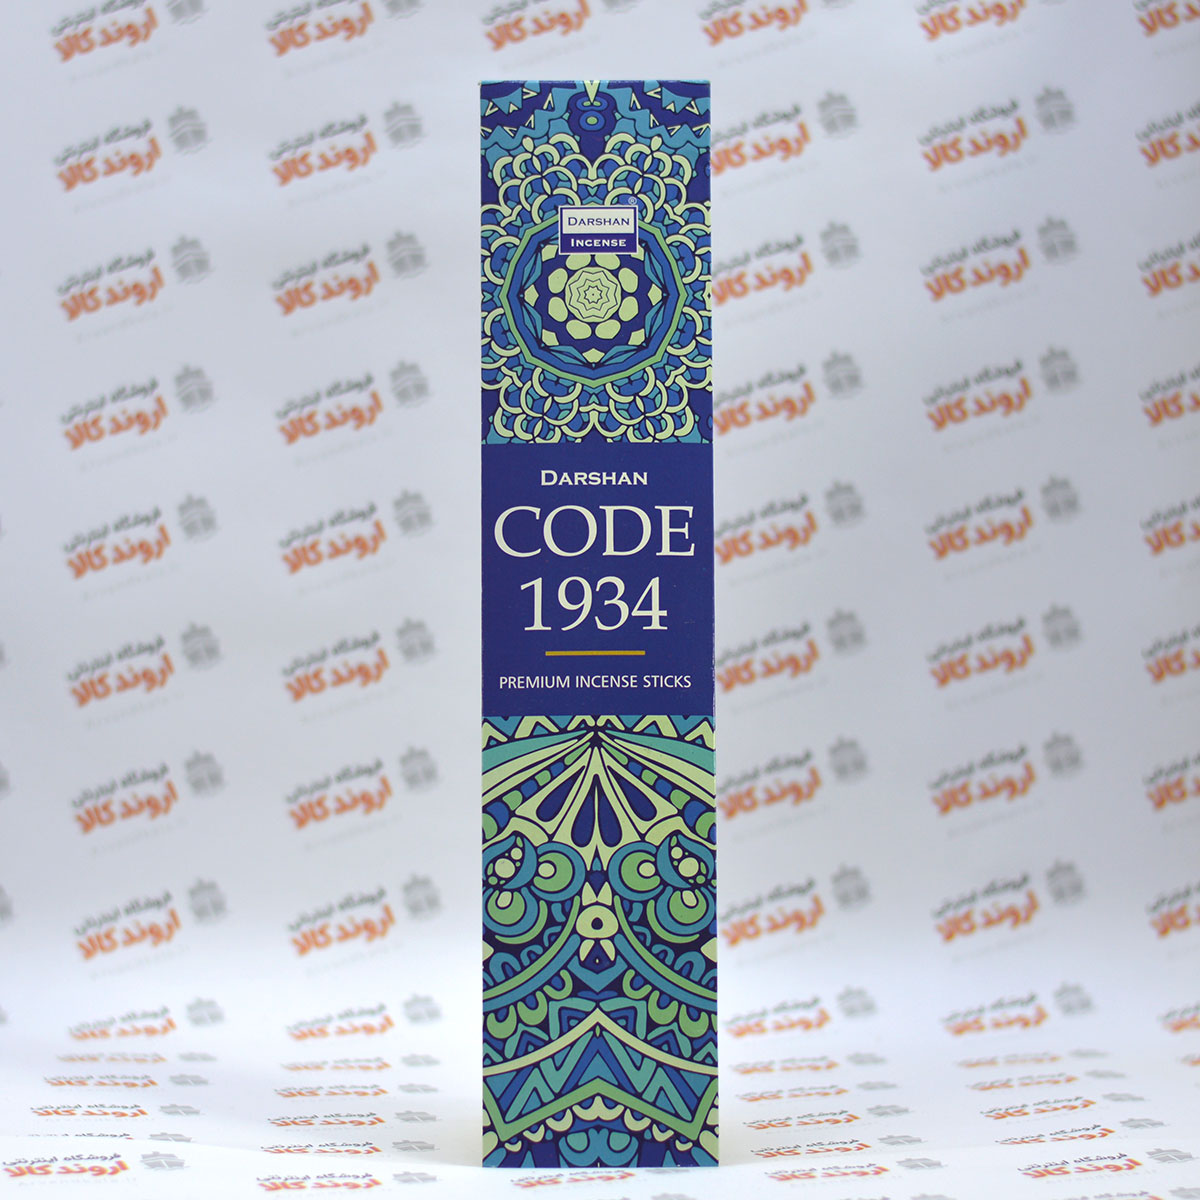 DARSHAN
®
INCENSE
DARSHAN
CODE
1934
PREMIUM INCENSE STICKS
فروشگاه اینترنتی
اروند کالا